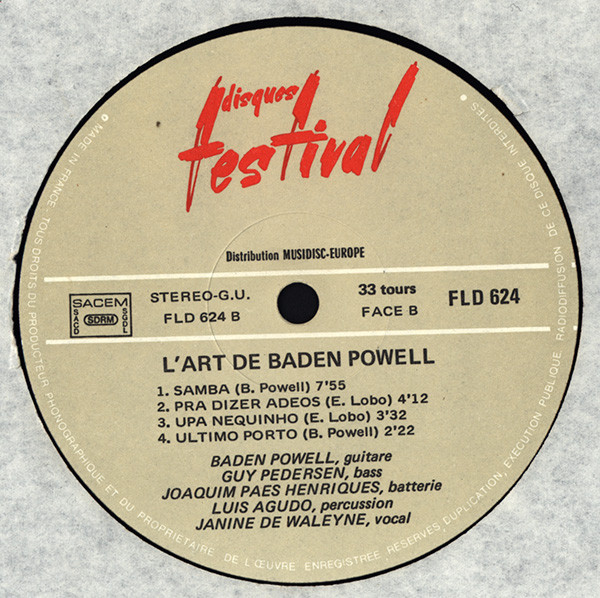 disques
festival
Distribution MUSIDISC-EUROPE
SACEM
SACD
SDRM
SGDL
STEREO-G.U.
FLD 624 B
33 tours
FACE B
FLD 624
L'ART DE BADEN POWELL
1. SAMBA (B. Powell) 7'55
2. PRA DIZER ADEOS (E. Lobo) 4'12
3. UPA NEQUINHO (E. Lobo) 3'32
4. ULTIMO PORTO (B. Powell) 2'22
BADEN POWELL, guitare
GUY PEDERSEN, bass
JOAQUIM PAES HENRIQUES, batterie
LUIS AGUDO, percussion
JANINE DE WALEYNE, vocal
• MADE IN FRANCE. TOUS DROITS DU PRODUCTEUR PHONOGRAPHIQUE ET DU PROPRIETAIRE DE L'ŒUVRE ENREGISTREE, RESERVES, DUPLICATION, EXECUTION PUBLIQUE RADIODIFFUSION DE CE DISQUE INTERDITES •